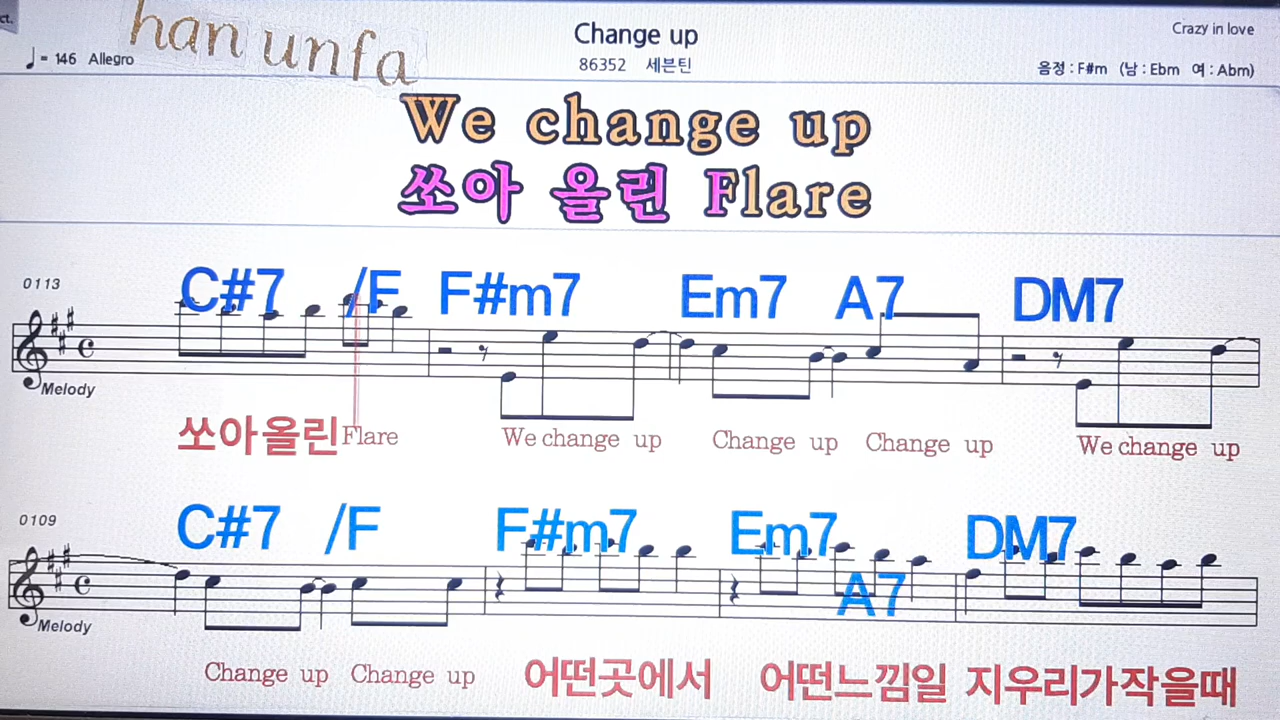 ct.
han unfa
Change up
Crazy in love
♩= 146 Allegro
86352 세븐틴
음정 : F#m (남 : Ebm 여 : Abm)
We change up
쏘아 올린 Flare
0113
C#7 /F F#m7 Em7 A7 DM7
Melody
쏘아올린 Flare We change up Change up Change up We change up
0109
C#7 /F F#m7 Em7 A7 DM7
Melody
Change up Change up 어떤곳에서 어떤느낌일 지우리가작을때